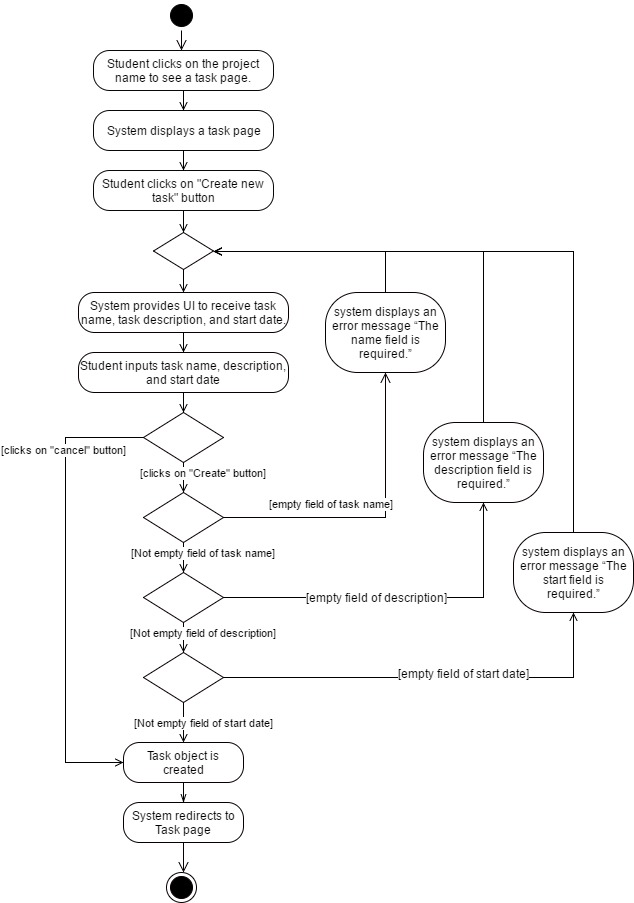 Student clicks on the project
name to see a task page.
System displays a task page
Student clicks on "Create new
task" button
System provides UI to receive task
name, task description, and start date.
system displays an
error message “The
name field is
required.”
Student inputs task name, description,
and start date
[clicks on "cancel" button]
[clicks on "Create" button]
system displays an
error message “The
description field is
required.”
[empty field of task name]
[Not empty field of task name]
system displays an
error message “The
start field is
required.”
[empty field of description]
[Not empty field of description]
[empty field of start date]
[Not empty field of start date]
Task object is
created
System redirects to
Task page